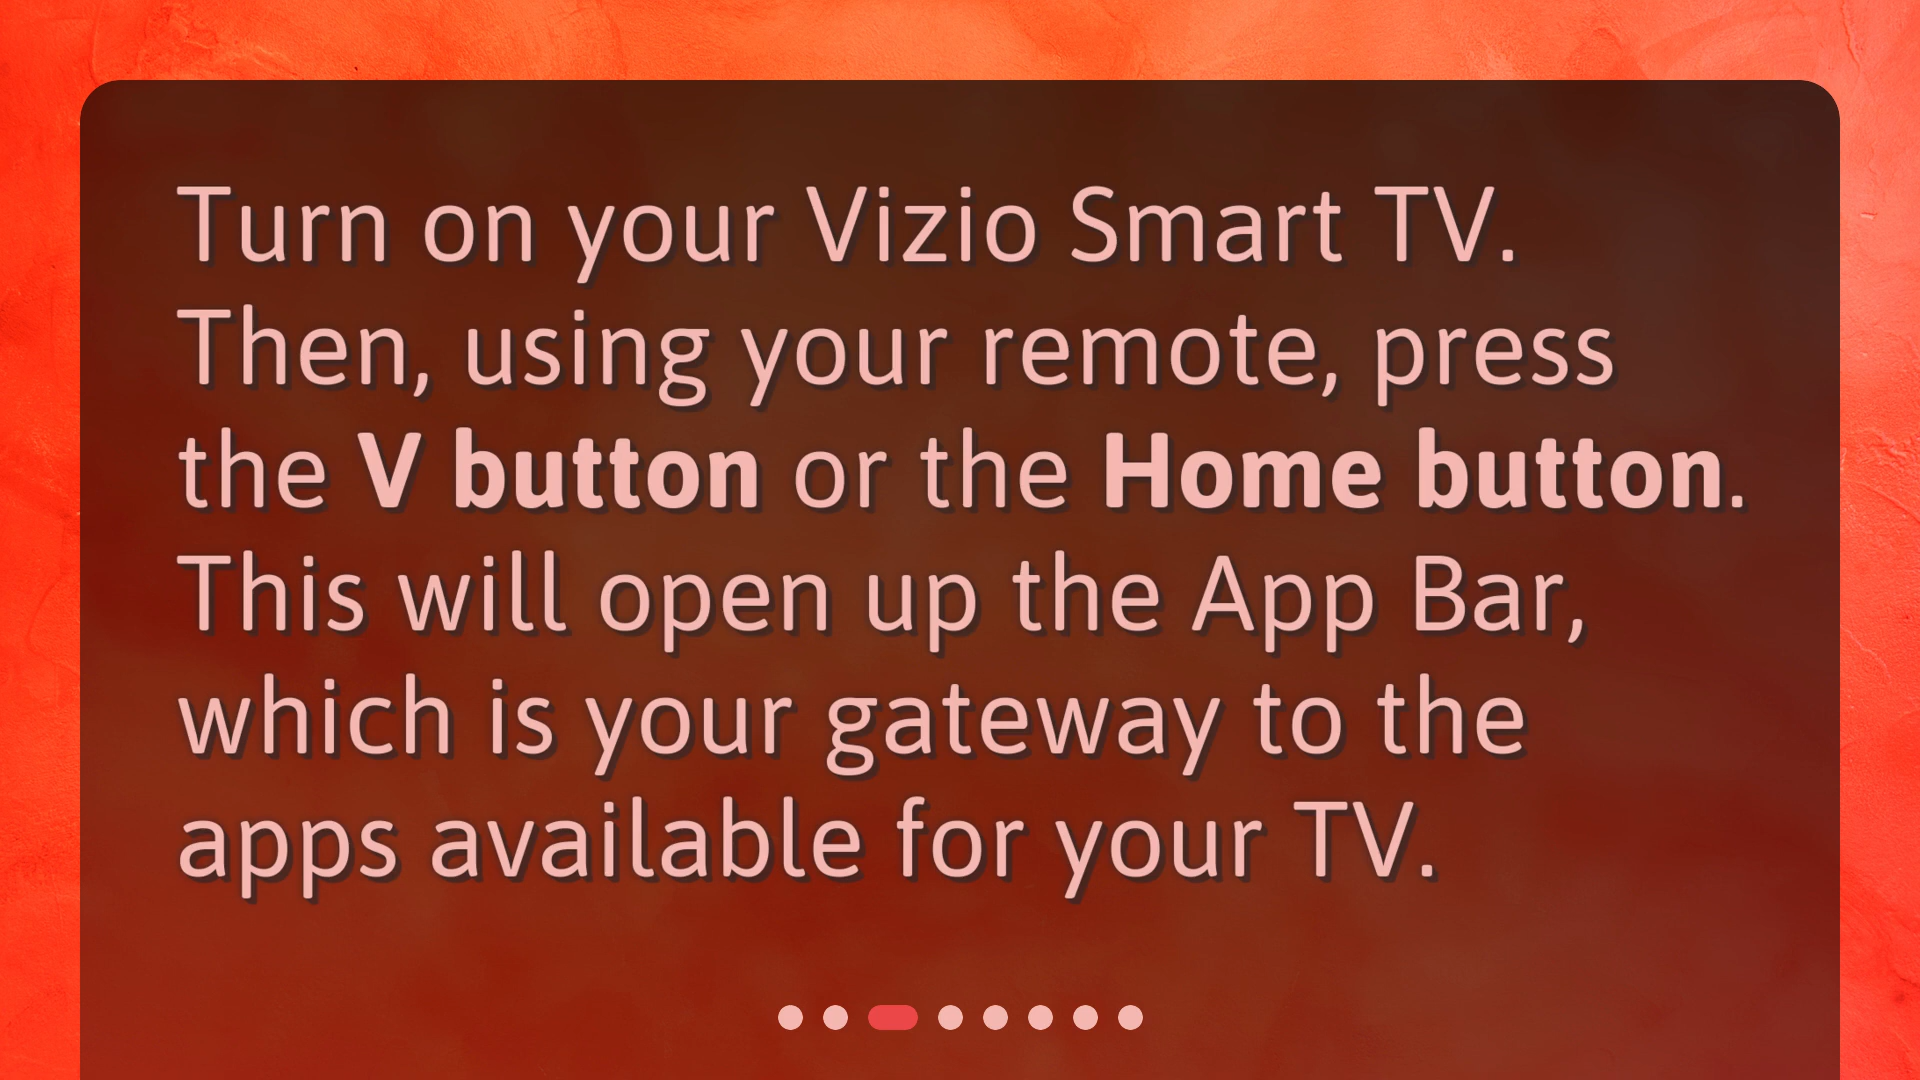 Turn on your Vizio Smart TV.
Then, using your remote, press
the V button or the Home button.
This will open up the App Bar,
which is your gateway to the
apps available for your TV.